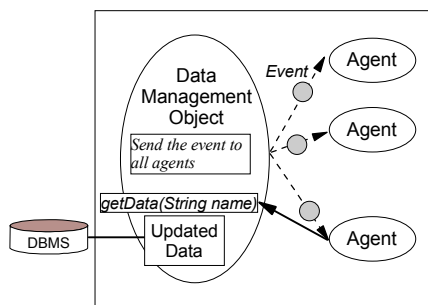 Data
Management
Object
Send the event to
all agents
getData(String name)
Updated
Data
DBMS
Event
Agent
Agent
Agent